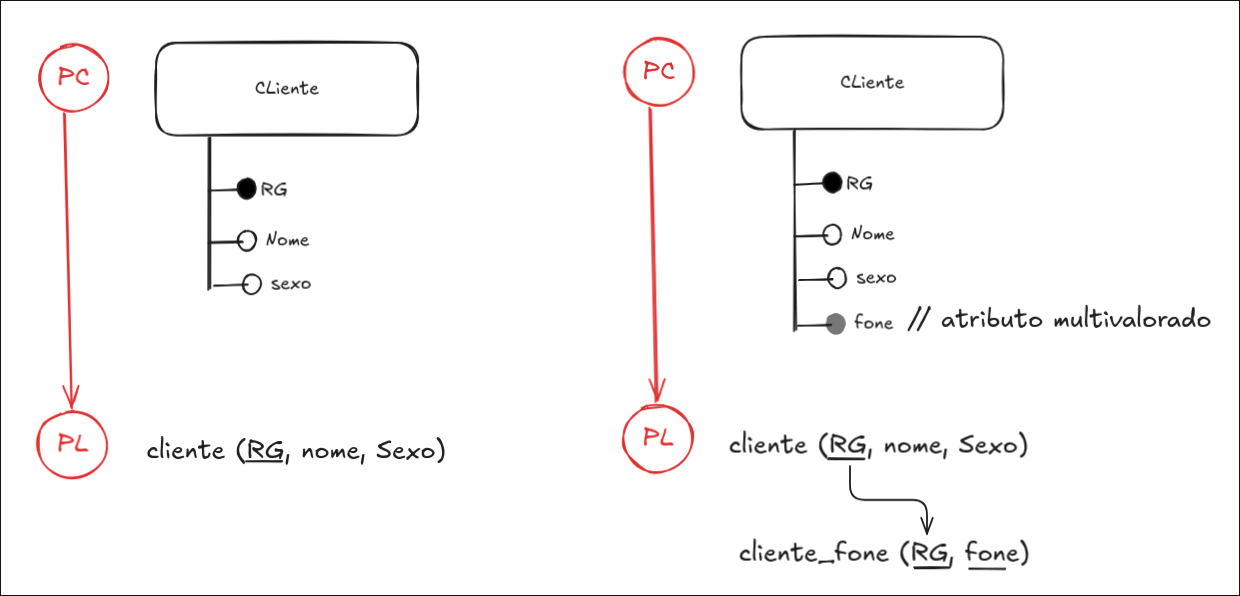 PC
CLiente
RG
Nome
sexo
PL
cliente (RG, nome, Sexo)
PC
CLiente
RG
Nome
sexo
fone // atributo multivalorado
PL
cliente (RG, nome, Sexo)
cliente_fone (RG, fone)